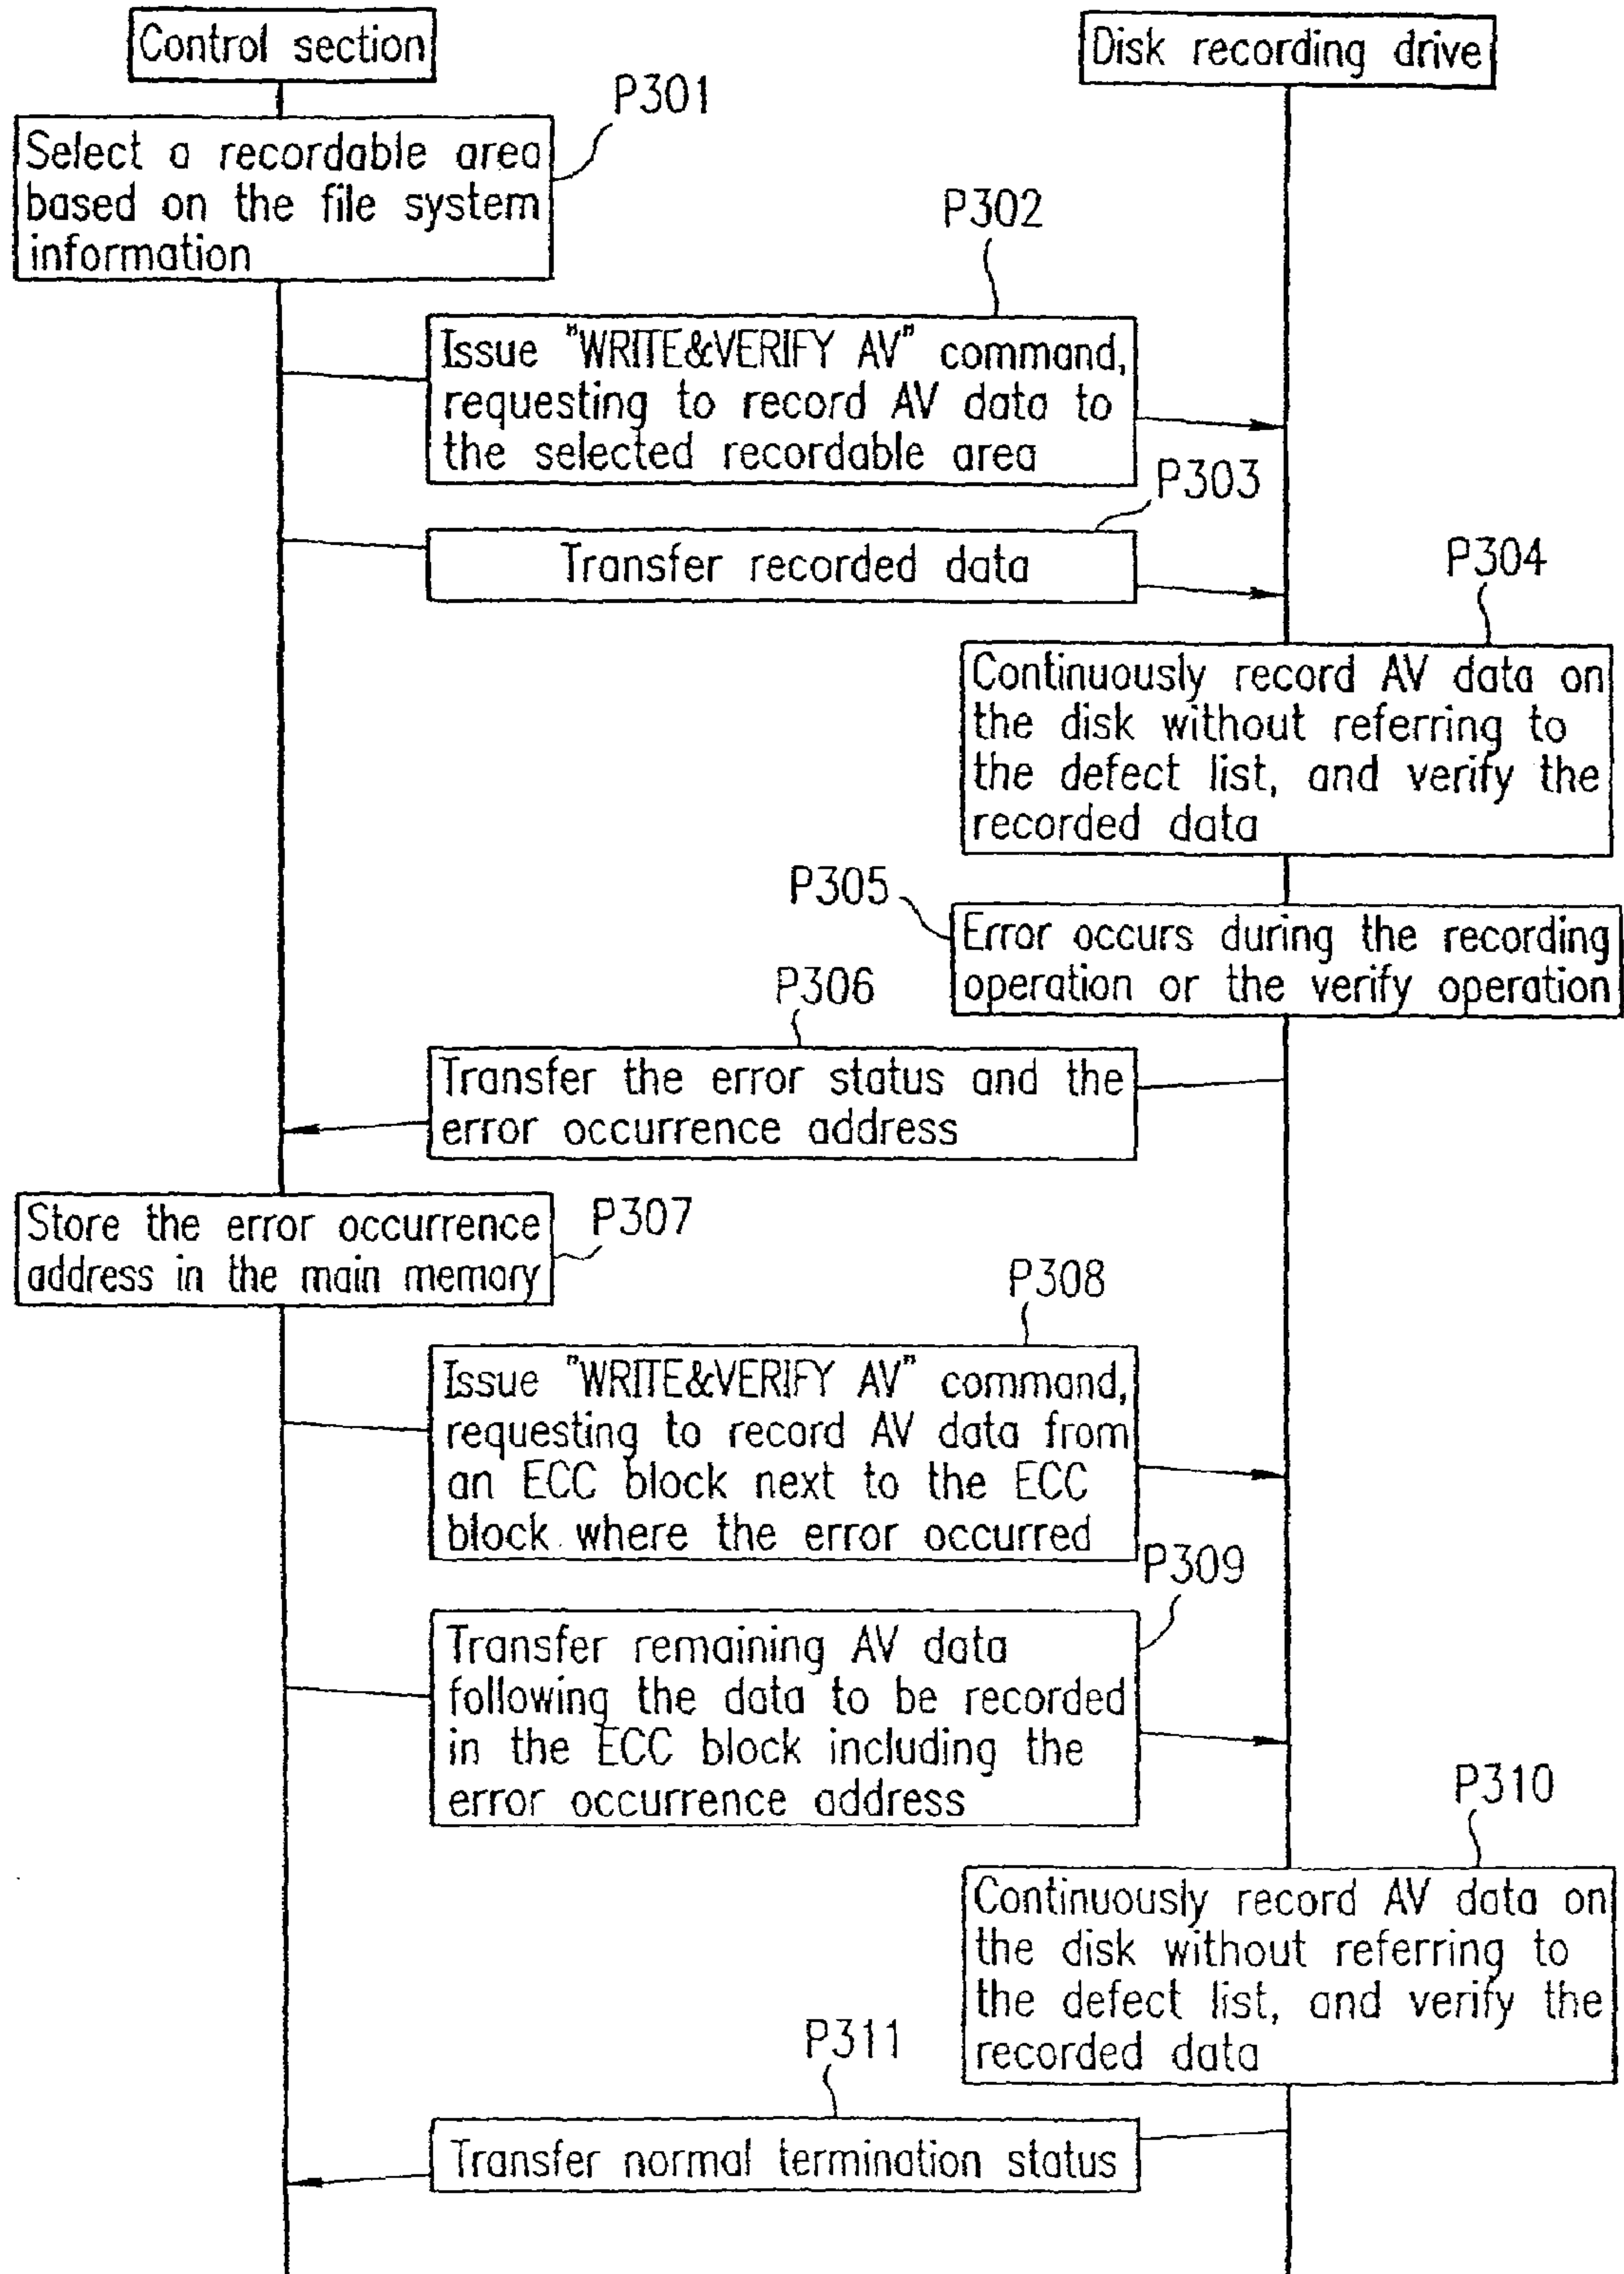 Control section
Disk recording drive
P301
Select a recordable area
based on the file system
information
P302
Issue "WRITE&VERIFY AV" command,
requesting to record AV data to
the selected recordable area
P303
Transfer recorded data
P304
Continuously record AV data on
the disk without referring to
the defect list, and verify the
recorded data
P305
Error occurs during the recording
operation or the verify operation
P306
Transfer the error status and the
error occurrence address
P307
Store the error occurrence
address in the main memory
P308
Issue "WRITE&VERIFY AV" command,
requesting to record AV data from
an ECC block next to the ECC
block where the error occurred
P309
Transfer remaining AV data
following the data to be recorded
in the ECC block including the
error occurrence address
P310
Continuously record AV data on
the disk without referring to
the defect list, and verify the
recorded data
P311
Transfer normal termination status